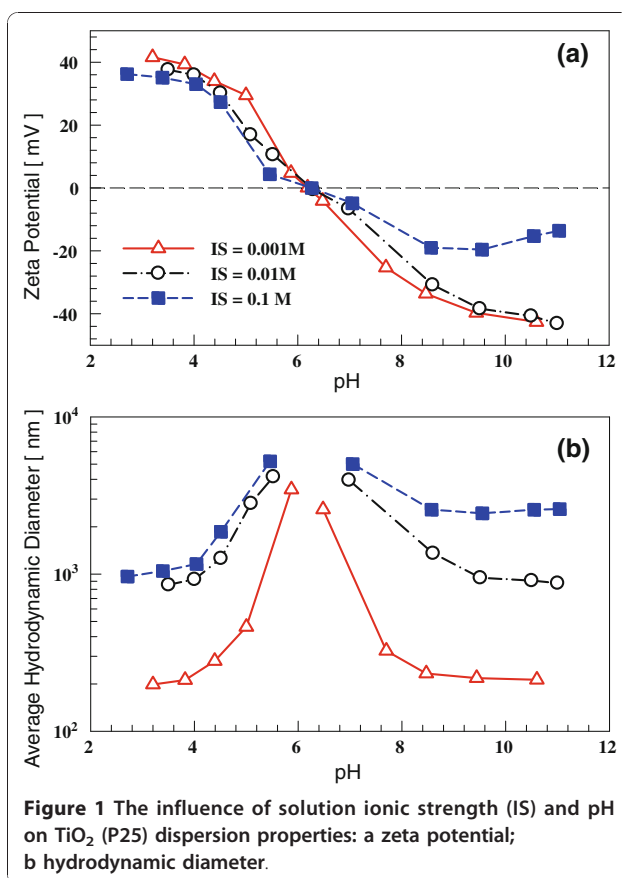 (a)
Zeta Potential [ mV ]
40
20
0
-20
-40
IS = 0.001M
IS = 0.01M
IS = 0.1 M
2 4 6 8 10 12
pH
(b)
Average Hydrodynamic Diameter [ nm ]
10⁴
10³
10²
2 4 6 8 10 12
pH
Figure 1 The influence of solution ionic strength (IS) and pH
on TiO₂ (P25) dispersion properties: a zeta potential;
b hydrodynamic diameter.